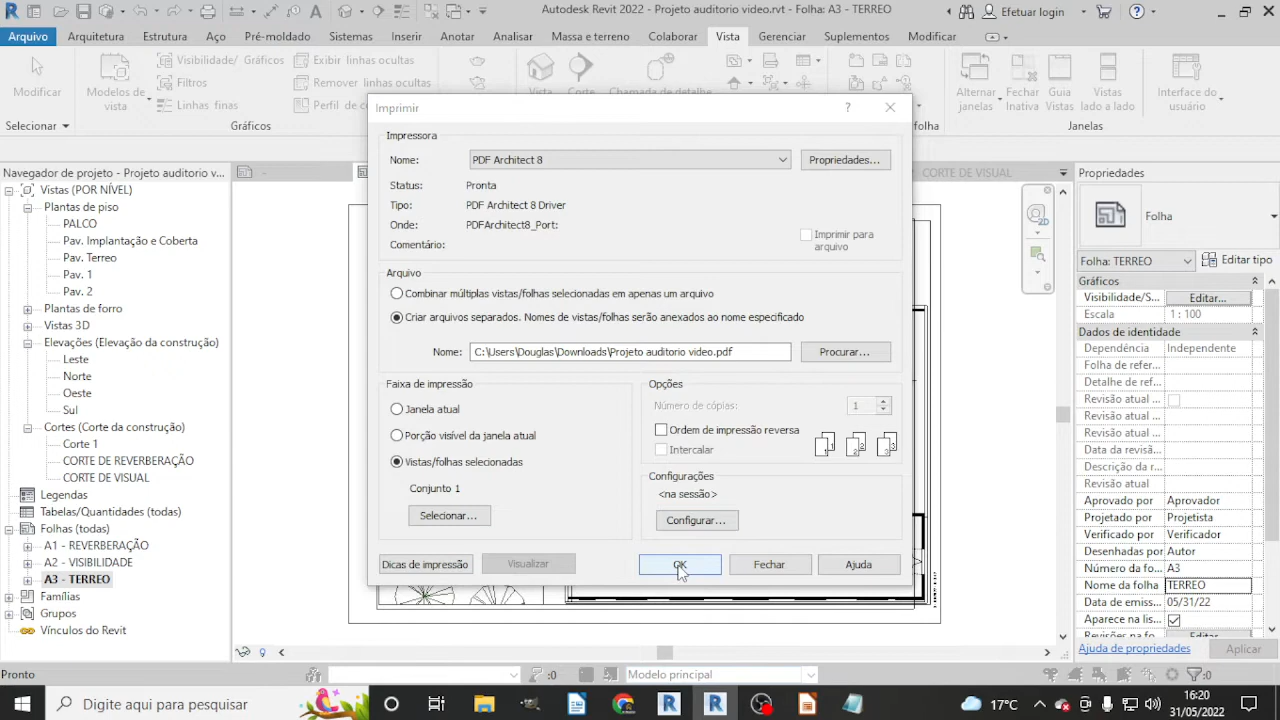 Autodesk Revit 2022 - Projeto auditorio video.rvt - Folha: A3 - TERREO
Efetuar login
Arquivo Arquitetura Estrutura Aço Pré-moldado Sistemas Inserir Anotar Analisar Massa e terreno Colaborar Vista Gerenciar Suplementos Modificar
Modificar
Modelos de vista
Visibilidade/ Gráficos
Filtros
Linhas finas
Exibir linhas ocultas
Remover linhas ocultas
Perfil de
Vista
Corte
Chamada de detalhe
Alternar janelas
Fechar Inativa
Guia Vistas
Vistas lado a lado
Interface do usuário
Selecionar
Gráficos
Janelas
Navegador de projeto - Projeto auditorio v...
Vistas (POR NÍVEL)
Plantas de piso
PALCO
Pav. Implantação e Coberta
Pav. Terreo
Pav. 1
Pav. 2
Plantas de forro
Vistas 3D
Elevações (Elevação da construção)
Leste
Norte
Oeste
Sul
Cortes (Corte da construção)
Corte 1
CORTE DE REVERBERAÇÃO
CORTE DE VISUAL
Legendas
Tabelas/Quantidades (todas)
Folhas (todas)
A1 - REVERBERAÇÃO
A2 - VISIBILIDADE
A3 - TERREO
Famílias
Grupos
Vínculos do Revit
CORTE DE VISUAL
Imprimir
Impressora
Nome: PDF Architect 8 Propriedades...
Status: Pronta
Tipo: PDF Architect 8 Driver
Onde: PDFArchitect8_Port:
Comentário:
Imprimir para arquivo
Arquivo
Combinar múltiplas vistas/folhas selecionadas em apenas um arquivo
Criar arquivos separados. Nomes de vistas/folhas serão anexados ao nome especificado
Nome: C:\Users\Douglas\Downloads\Projeto auditorio video.pdf Procurar...
Faixa de impressão
Janela atual
Porção visível da janela atual
Vistas/folhas selecionadas
Conjunto 1
Selecionar...
Opções
Número de cópias: 1
Ordem de impressão reversa
Intercalar
Configurações
<na sessão>
Configurar...
Dicas de impressão Visualizar OK Fechar Ajuda
Propriedades
Folha
Folha: TERREO Editar tipo
Gráficos
Visibilidade/S... Editar...
Escala 1 : 100
Dados de identidade
Dependência Independente
Folha de refer...
Detalhe de refer...
Revisão atual ...
Revisão atual ...
Revisão atual ...
Data da revisã...
Descrição da r...
Revisão atual ...
Aprovado por Aprovador
Projetado por Projetista
Verificado por Verificador
Desenhadas po... Autor
Número da fo... A3
Nome da folha TERREO
Data de emiss... 05/31/22
Aparece na lis...
Revisões na fo... Editar...
Ajuda de propriedades Aplicar
Pronto
:0
Modelo principal
:0
Digite aqui para pesquisar
17°C
16:20
31/05/2022